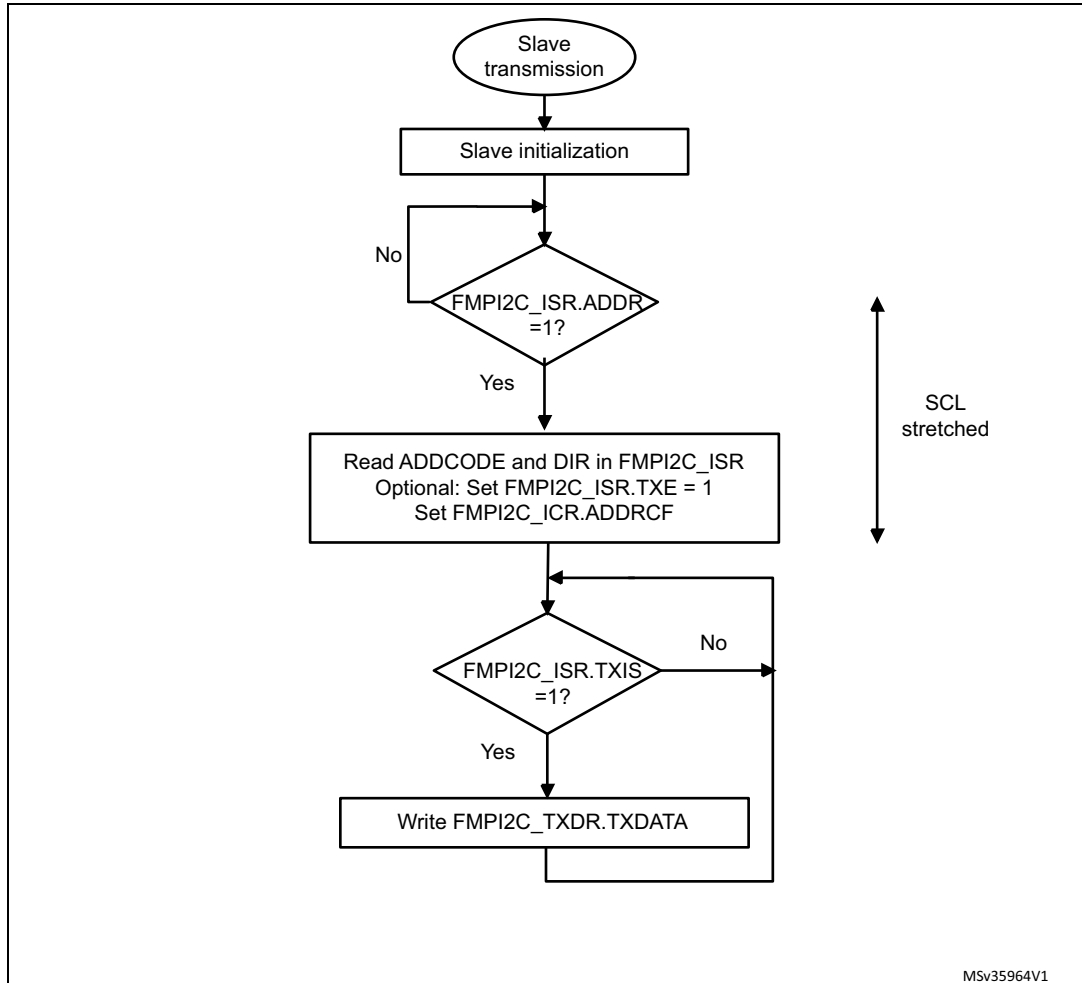 Slave
transmission
Slave initialization
No
FMPI2C_ISR.ADDR
=1?
Yes
SCL
stretched
Read ADDCODE and DIR in FMPI2C_ISR
Optional: Set FMPI2C_ISR.TXE = 1
Set FMPI2C_ICR.ADDRCF
No
FMPI2C_ISR.TXIS
=1?
Yes
Write FMPI2C_TXDR.TXDATA
MSv35964V1